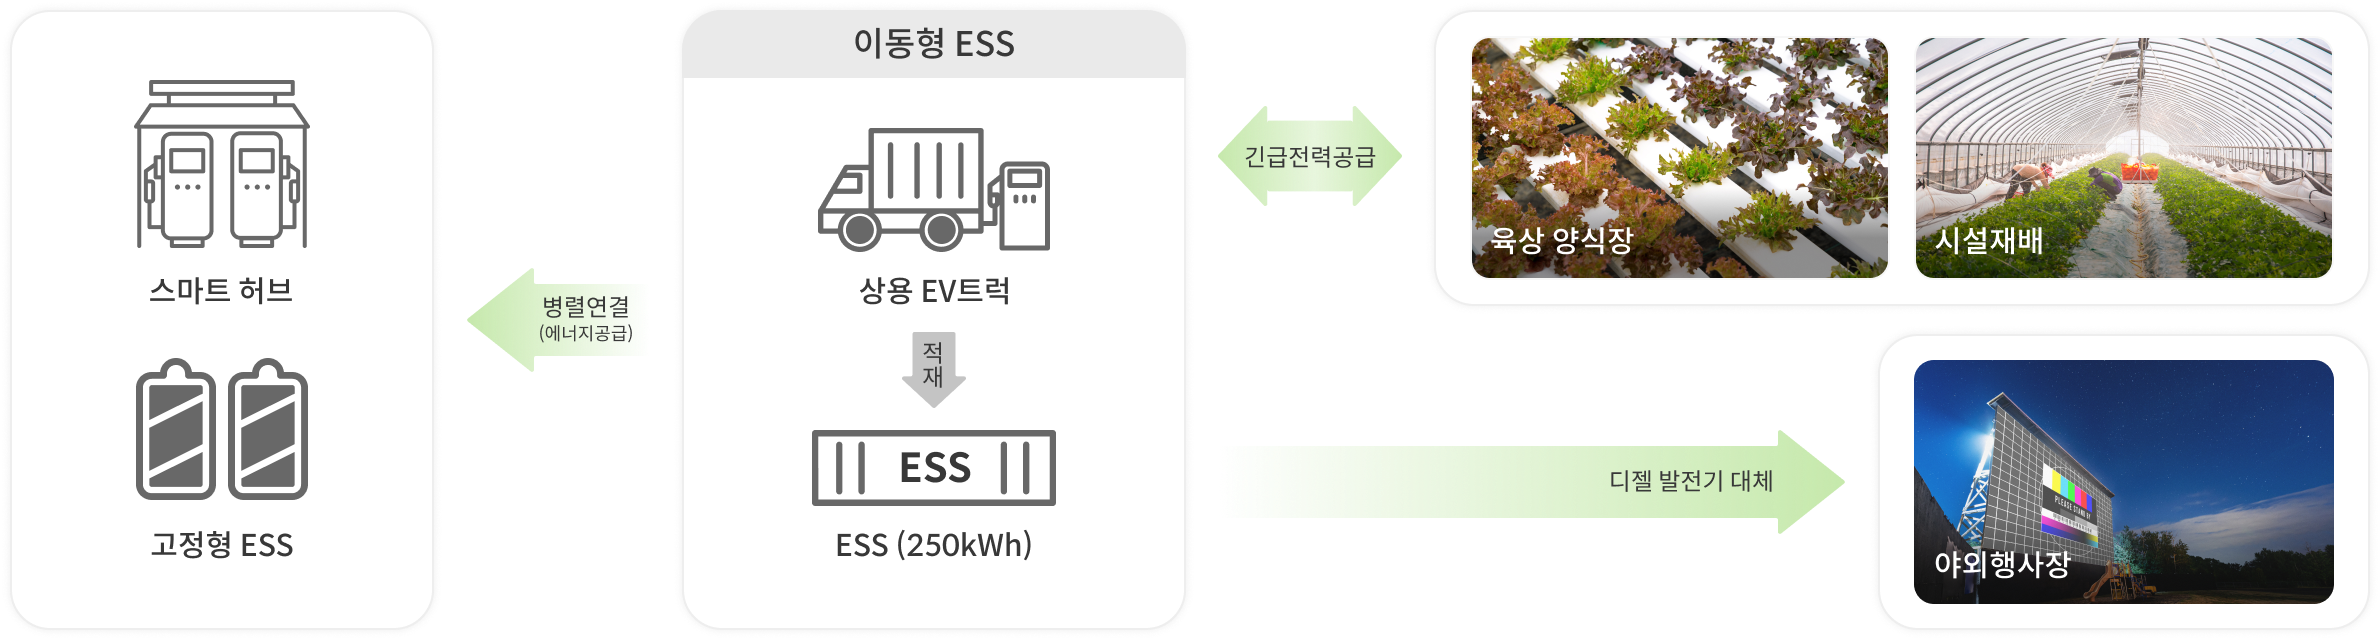 스마트 허브
고정형 ESS
병렬연결
(에너지공급)
이동형 ESS
상용 EV트럭
적
재
ESS
ESS (250kWh)
긴급전력공급
육상 양식장
시설재배
디젤 발전기 대체
PLEASE STAND BY
야외행사장